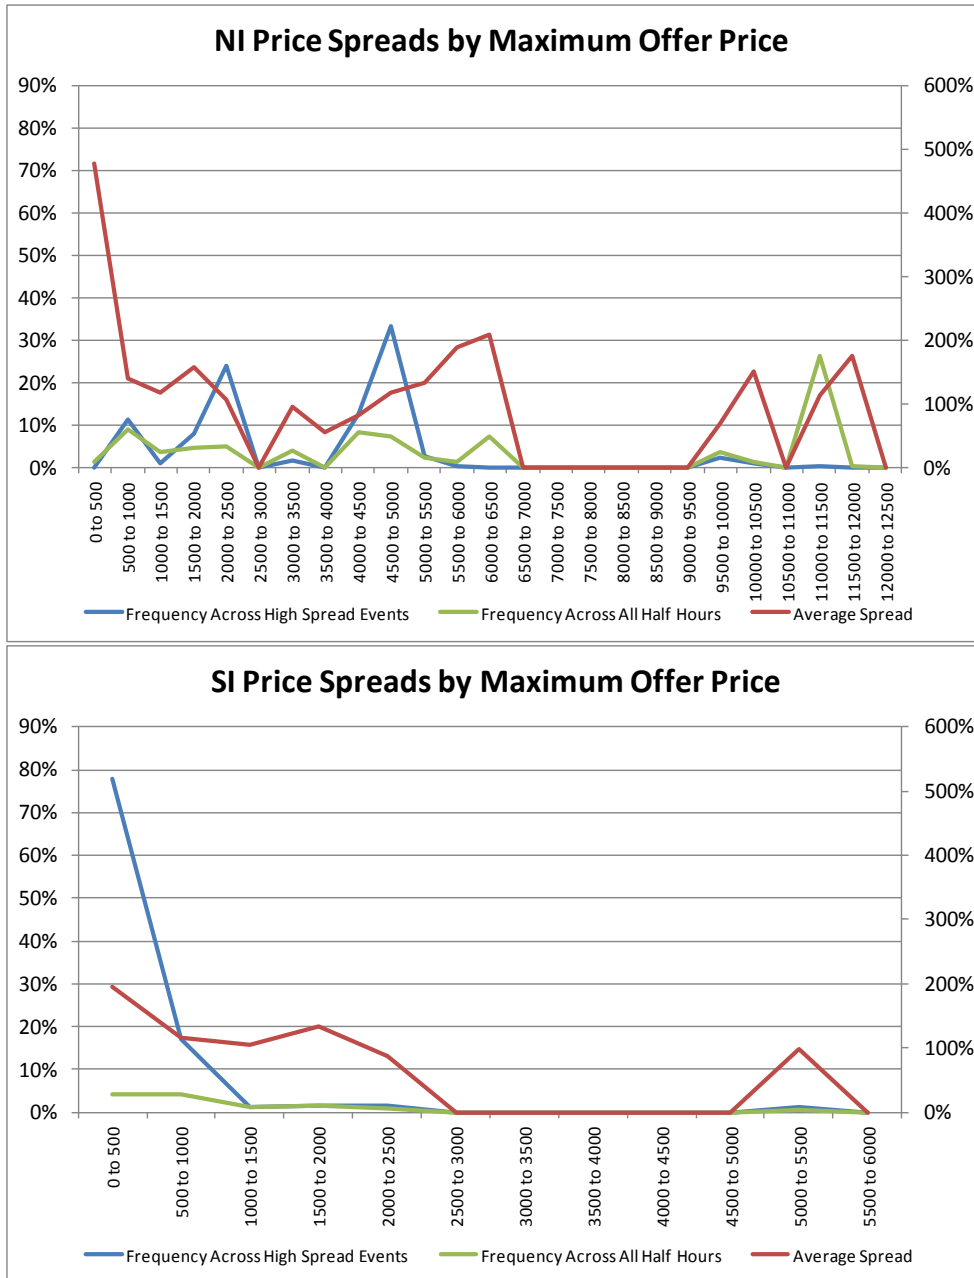 NI Price Spreads by Maximum Offer Price
90% 600%
80%
500%
70%
60%
400%
50%
300%
40%
30%
200%
20%
100%
10%
0% 0%
0 to 500
500 to 1000
1000 to 1500
1500 to 2000
2000 to 2500
2500 to 3000
3000 to 3500
3500 to 4000
4000 to 4500
4500 to 5000
5000 to 5500
5500 to 6000
6000 to 6500
6500 to 7000
7000 to 7500
7500 to 8000
8000 to 8500
8500 to 9000
9000 to 9500
9500 to 10000
10000 to 10500
10500 to 11000
111000 to 11500
11500 to 12000
12000 to 12500
Frequency Across High Spread Events Frequency Across All Half Hours Average Spread
SI Price Spreads by Maximum Offer Price
90% 600%
80%
500%
70%
60%
400%
50%
300%
40%
30%
200%
20%
100%
10%
0% 0%
0 to 500
500 to 1000
1000 to 1500
1500 to 2000
2000 to 2500
2500 to 3000
3000 to 3500
3500 to 4000
4000 to 4500
4500 to 5000
5000 to 5500
5500 to 6000
Frequency Across High Spread Events Frequency Across All Half Hours Average Spread